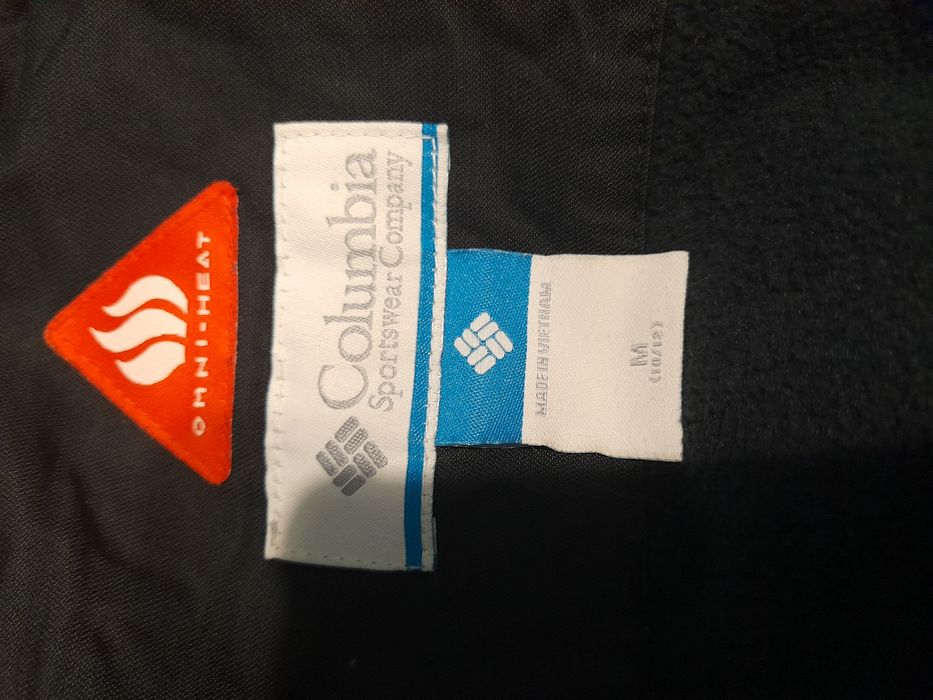 OMNI-HEAT
Columbia
Sportswear Company
MADE IN VIETNAM
M
(10/12)